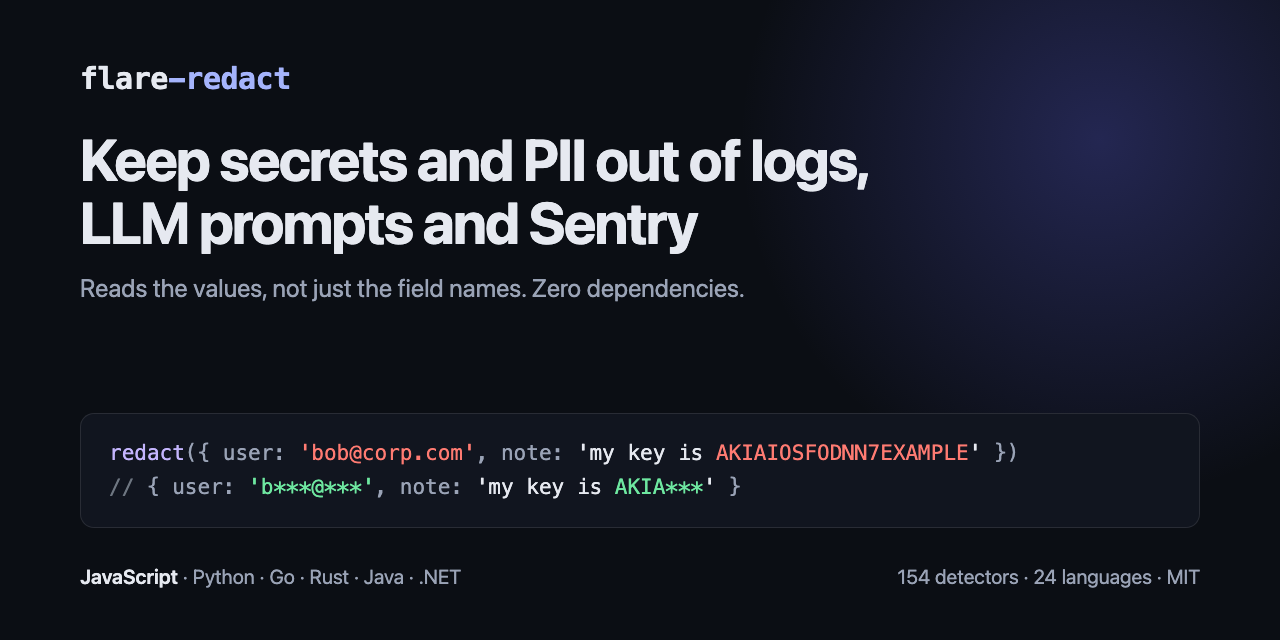 flare-redact
Keep secrets and PII out of logs,
LLM prompts and Sentry
Reads the values, not just the field names. Zero dependencies.
redact({ user: 'bob@corp.com', note: 'my key is AKIAIOSFODNN7EXAMPLE' })
// { user: 'b***@***', note: 'my key is AKIA***' }
JavaScript · Python · Go · Rust · Java · .NET
154 detectors · 24 languages · MIT